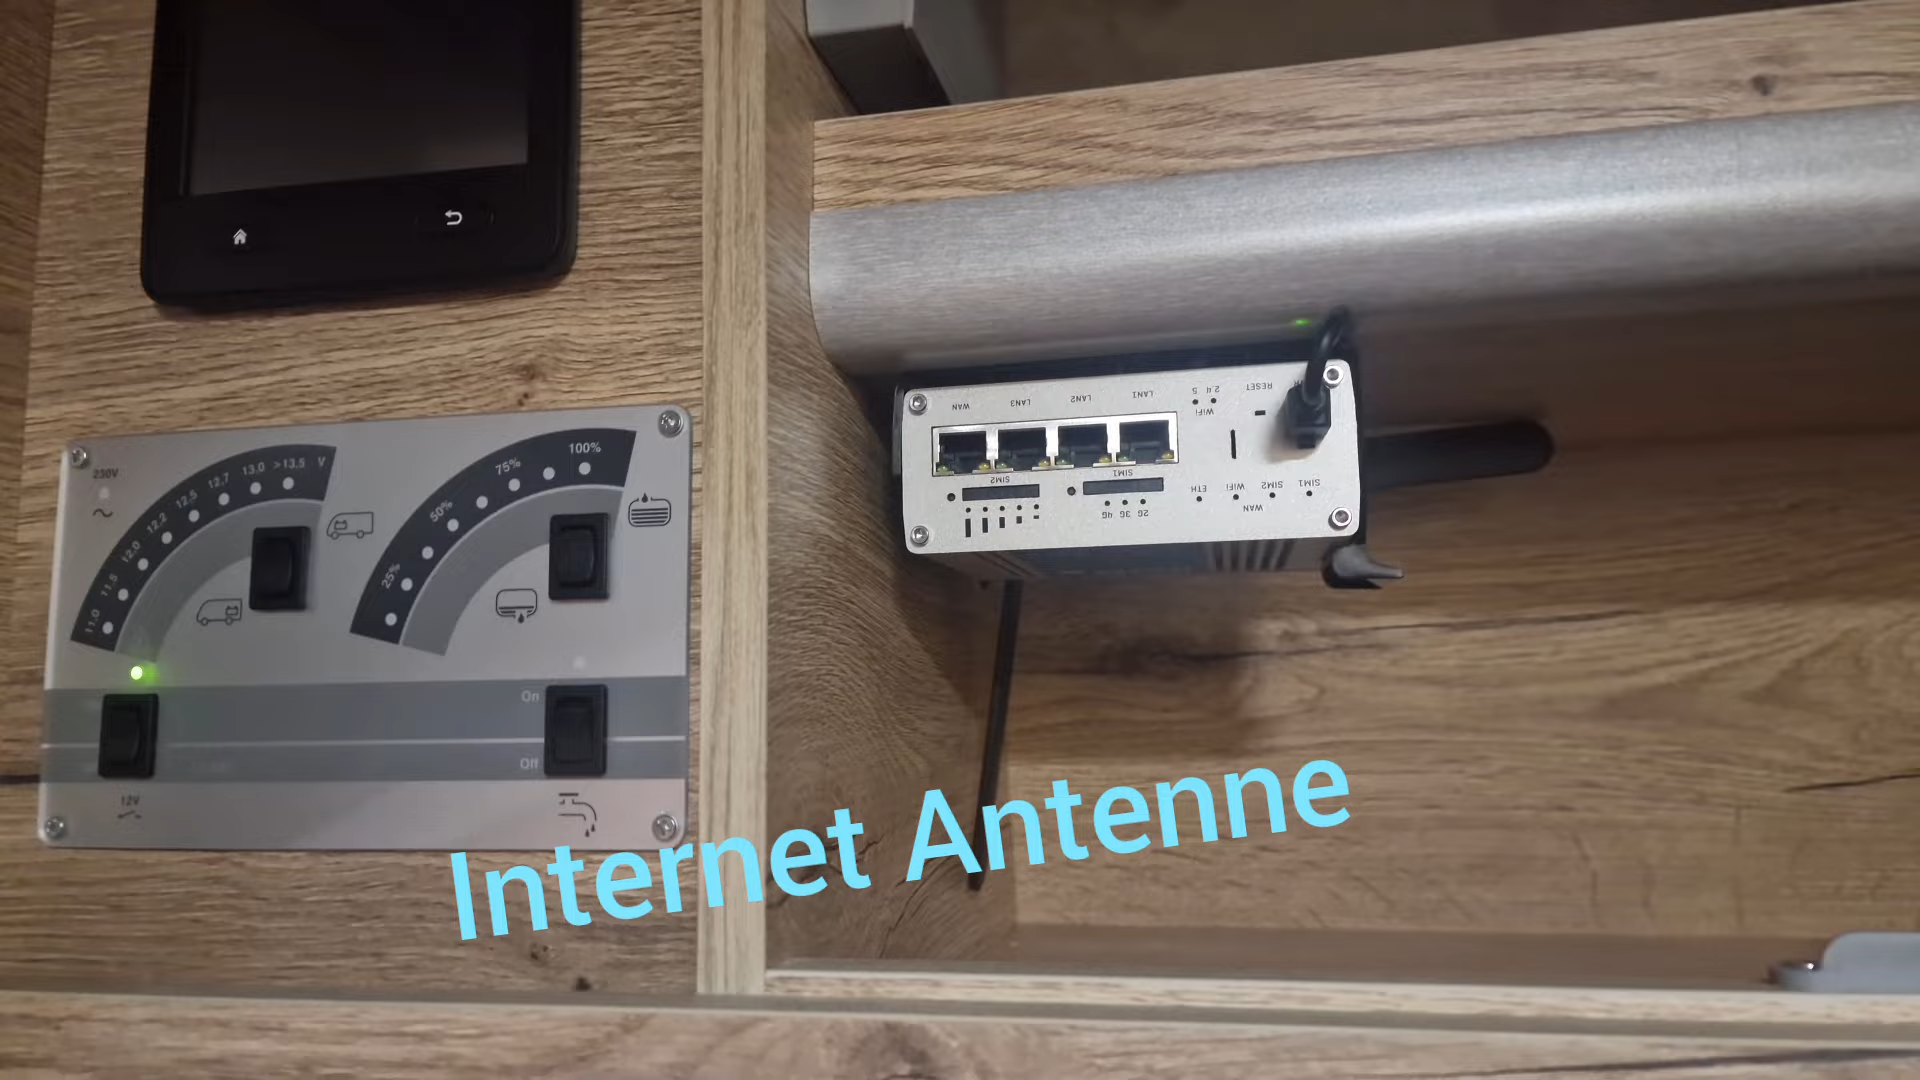 230V
11.0 11.5 12.0 12.2 12.5 12.7 13.0 >13.5 V
25% 50% 75% 100%
On
Off
12V
WAN LAN3 LAN2 LAN1
5 2.4
WiFi
RESET
SIM2 SIM1
4G 3G 2G
ETH WiFi SIM2 SIM1
WAN
Internet Antenne